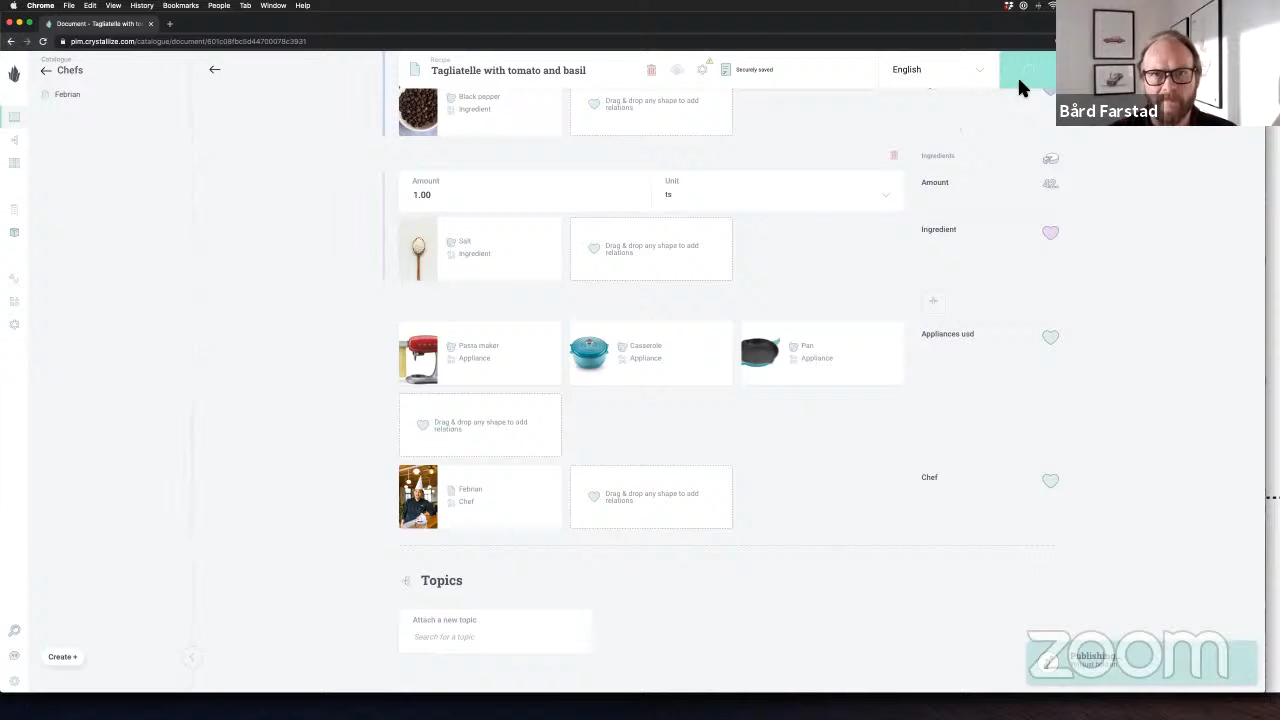 Chrome File Edit View History Bookmarks People Tab Window Help
Document - Tagliatelle with to
pim.crystallize.com/catalogue/document/601c08fbc5d44700078c3931
Catalogue
Chefs
Febrian
Recipe
Tagliatelle with tomato and basil
Securely saved
English
Bård Farstad
Black pepper
Ingredient
Drag & drop any shape to add
relations
Ingredients
Amount
1.00
Unit
ts
Amount
Salt
Ingredient
Drag & drop any shape to add
relations
Ingredient
Pasta maker
Appliance
Casserole
Appliance
Pan
Appliance
Appliances usd
Drag & drop any shape to add
relations
Febrian
Chef
Drag & drop any shape to add
relations
Chef
Topics
Attach a new topic
Search for a topic
Create +
Publishing...
zoom